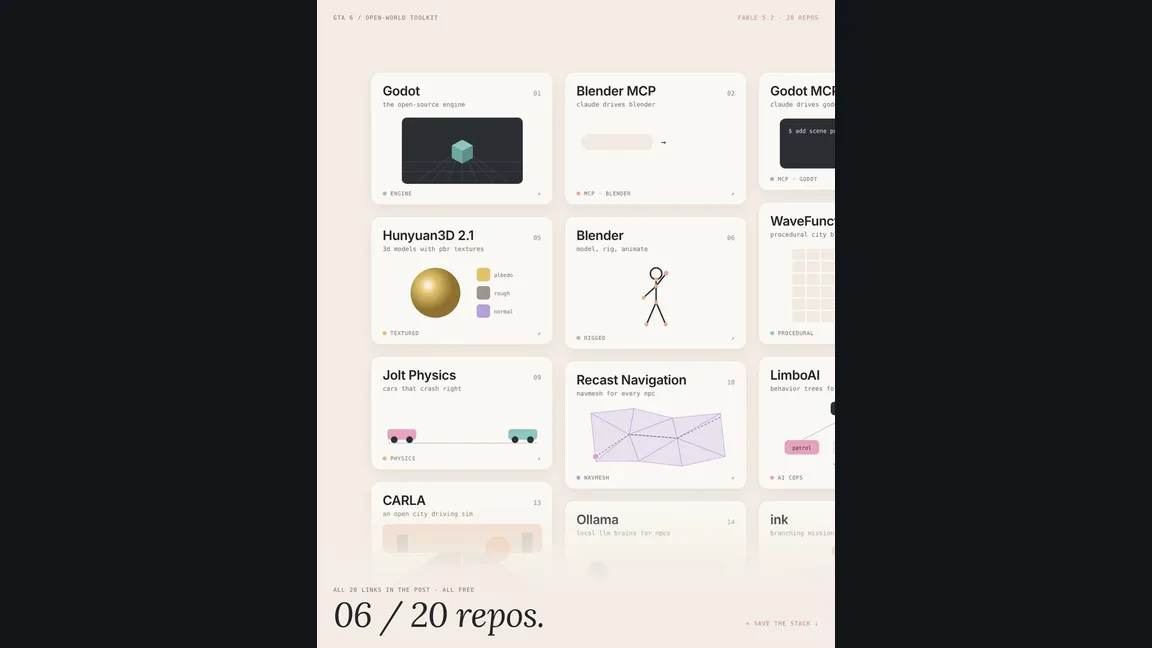 GTA 6 / OPEN-WORLD TOOLKIT
FABLE 5.2 · 20 REPOS
Godot
01
the open-source engine
ENGINE
Blender MCP
02
claude drives blender
→
MCP · BLENDER
Godot MCP
claude drives god
$ add scene p
MCP · GODOT
Hunyuan3D 2.1
05
3d models with pbr textures
albedo
rough
normal
TEXTURED
Blender
06
model, rig, animate
RIGGED
WaveFunc
procedural city b
PROCEDURAL
Jolt Physics
09
cars that crash right
PHYSICS
Recast Navigation
10
navmesh for every npc
NAVMESH
LimboAI
behavior trees fo
patrol
AI COPS
CARLA
13
an open city driving sim
Ollama
14
local llm brains for npcs
ink
branching mission
ALL 20 LINKS IN THE POST · ALL FREE
06 / 20 repos.
SAVE THE STACK